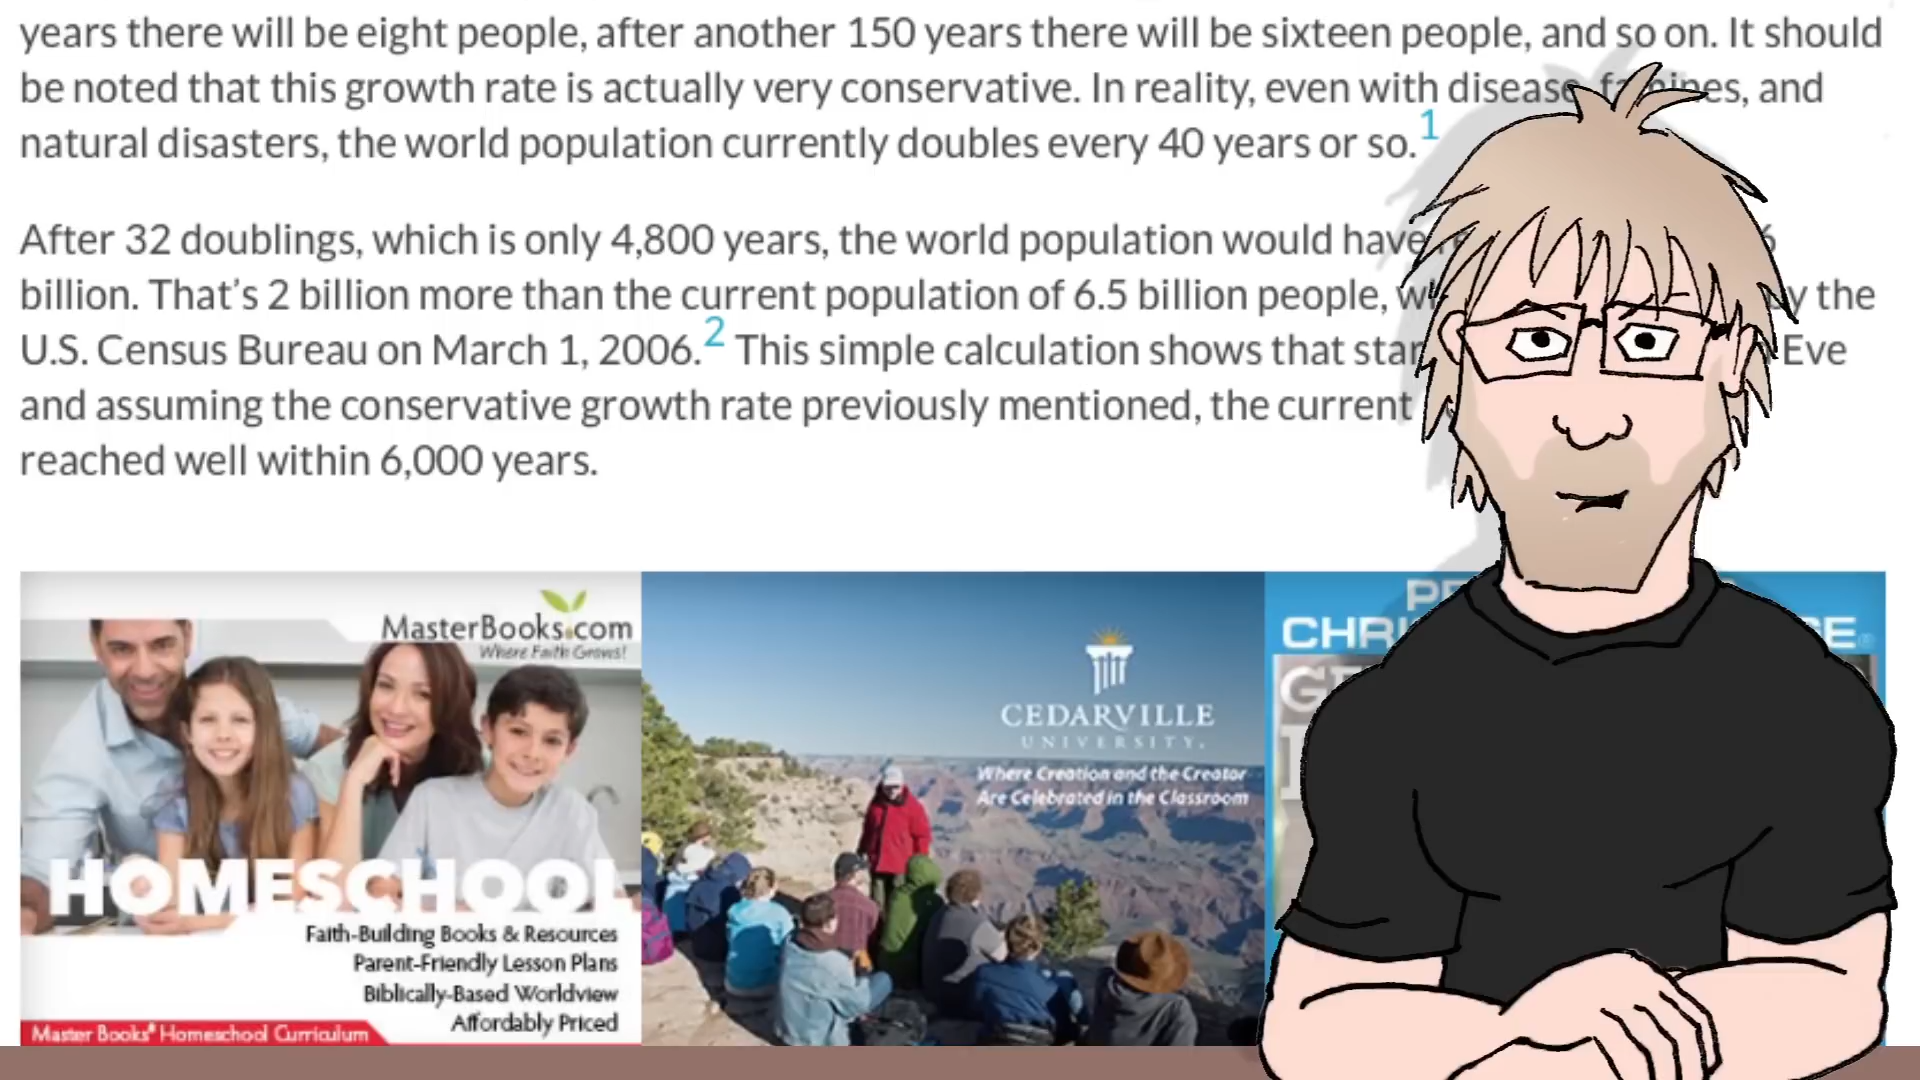 years there will be eight people, after another 150 years there will be sixteen people, and so on. It should
be noted that this growth rate is actually very conservative. In reality, even with disease, famines, and
natural disasters, the world population currently doubles every 40 years or so.1
After 32 doublings, which is only 4,800 years, the world population would have
billion. That’s 2 billion more than the current population of 6.5 billion people, the
U.S. Census Bureau on March 1, 2006.2 This simple calculation shows that Eve
and assuming the conservative growth rate previously mentioned, the current
reached well within 6,000 years.
MasterBooks.com
Where Faith Grows!
HOMESCHOOL
Faith-Building Books & Resources
Parent-Friendly Lesson Plans
Biblically-Based Worldview
Affordably Priced
Master Books® Homeschool Curriculum
CEDARVILLE
UNIVERSITY.
Where Creation and the Creator
Are Celebrated in the Classroom